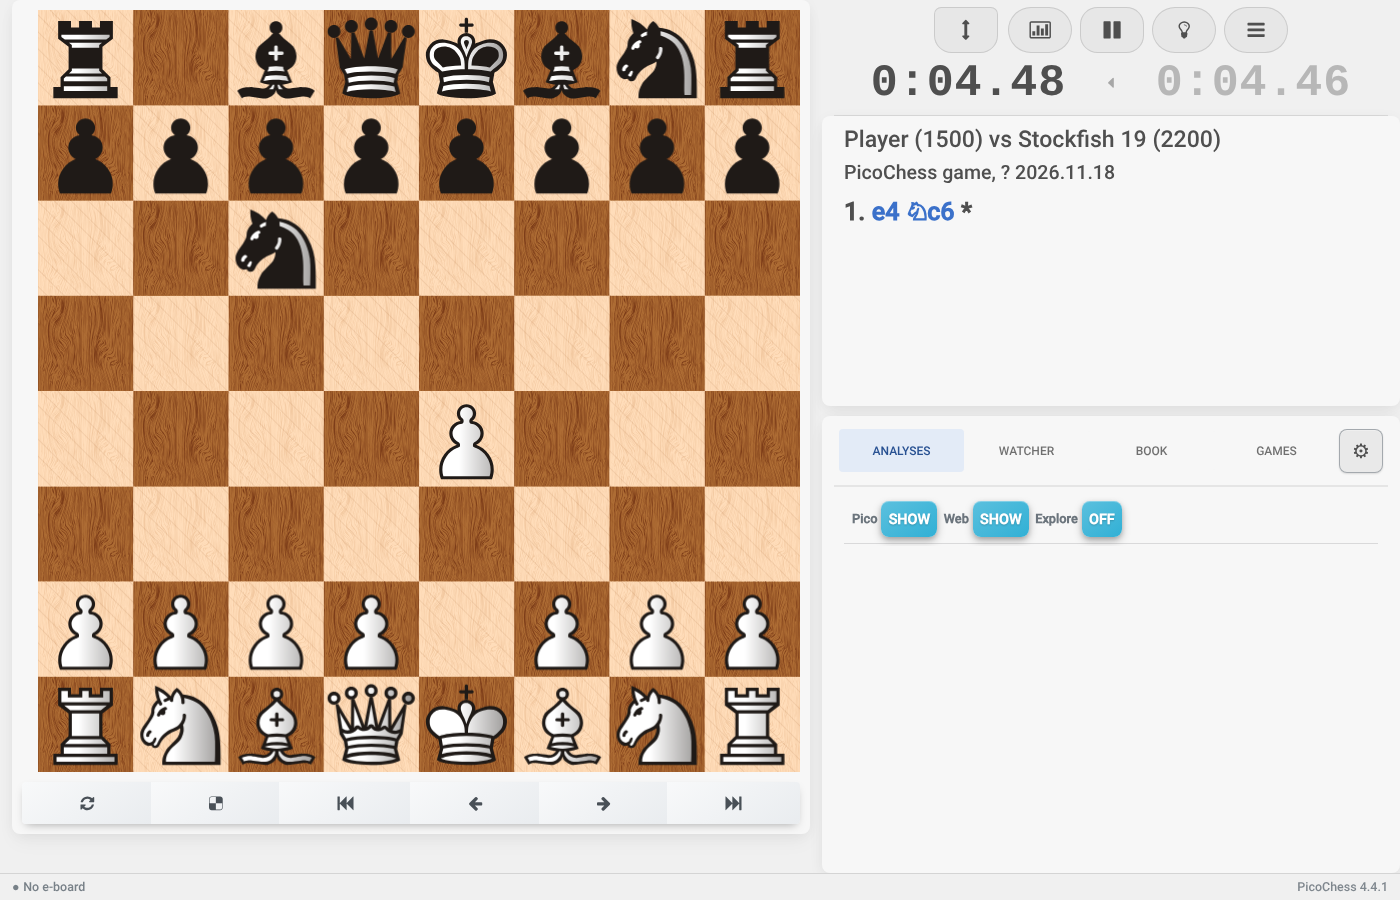 0:04.48 0:04.46
Player (1500) vs Stockfish 19 (2200)
PicoChess game, ? 2026.11.18
1. e4 ♘c6 *
ANALYSES WATCHER BOOK GAMES
Pico SHOW Web SHOW Explore OFF
● No e-board
PicoChess 4.4.1